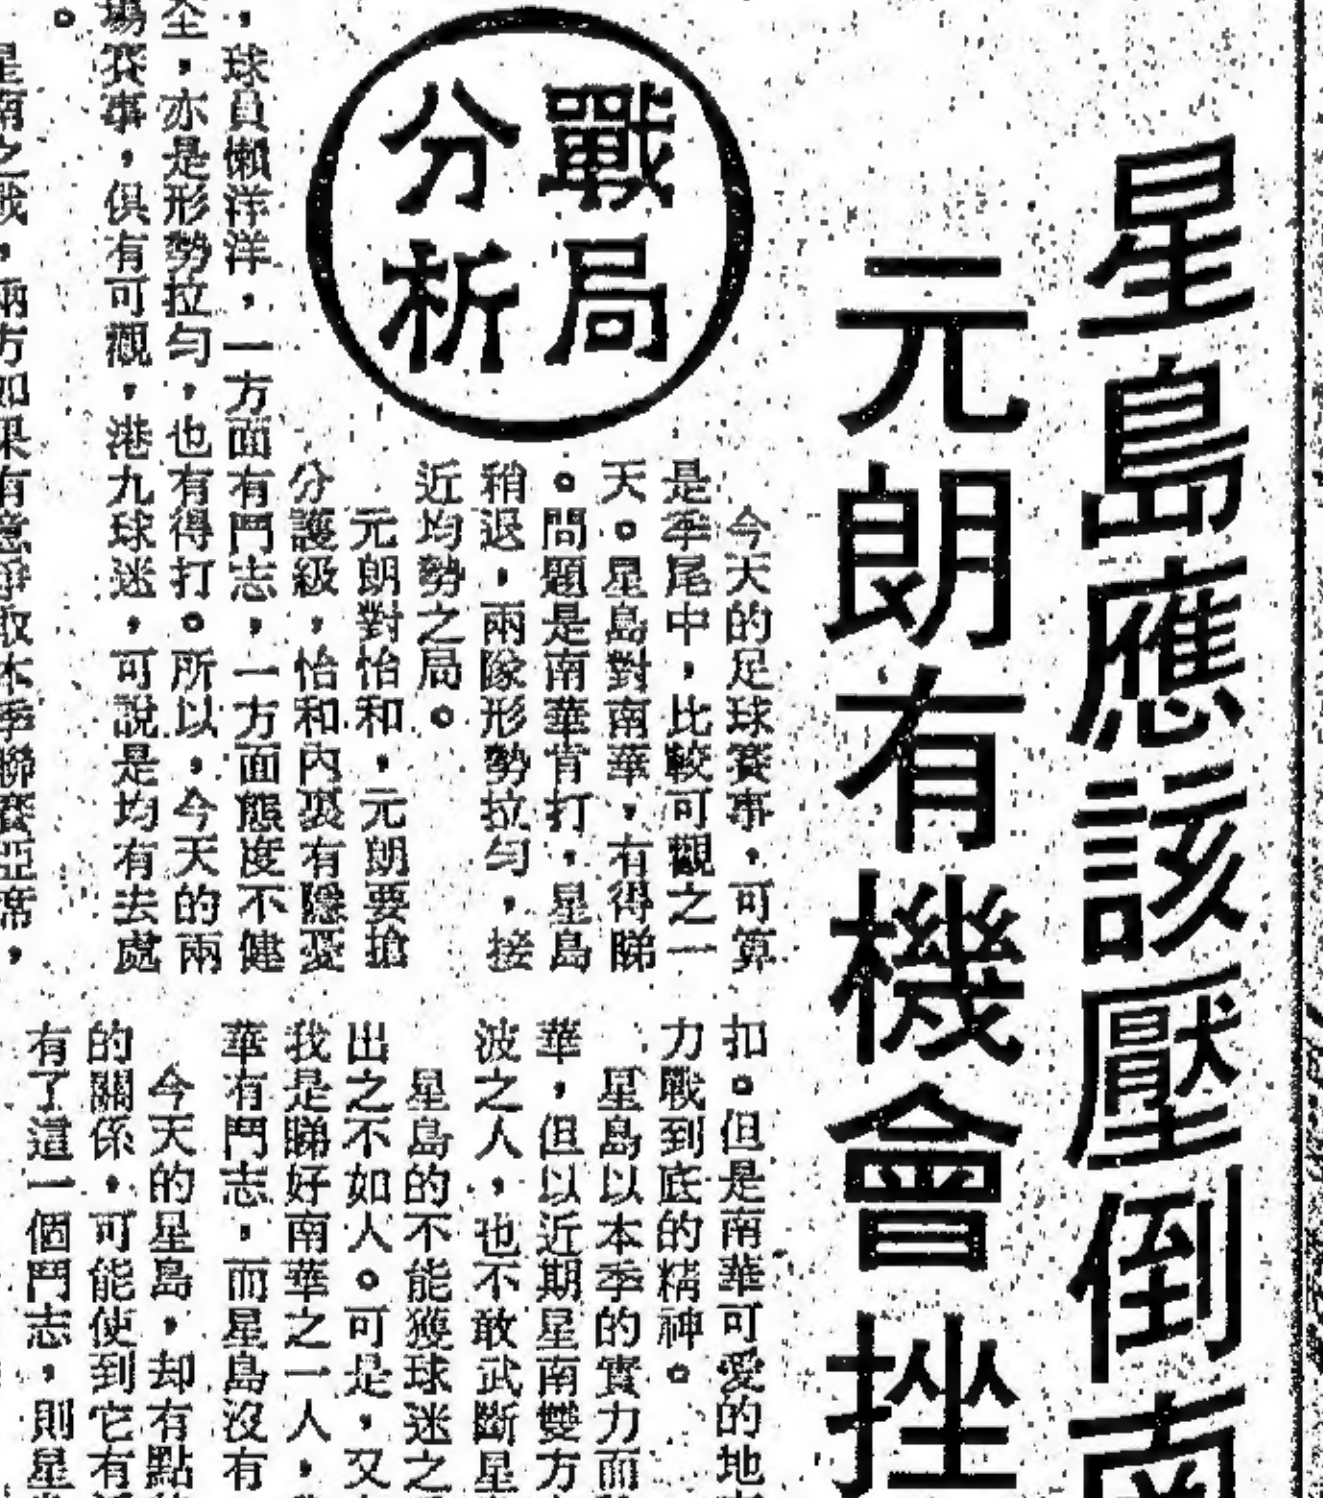 星島應該壓倒南
元朗有機會挫
戰局
分析
今天的足球賽事，可算
是季尾中，比較可觀之一
天。星島對南華，有得睇
。問題是南華肯打，星島
稍退，兩隊形勢拉勻，接
近均勢之局。
元朗對怡和，元朗要搶
分護級，怡和內裏有隱憂
，球員懶洋洋，一方面有鬥志，一方面態度不健
全，亦是形勢拉勻，也有得打。所以，今天的兩
場賽事，俱有可觀，港九球迷，可說是均有去處
。
星南之戰，兩方如果有意爭取本季聯賽亞席，
扣。但是南華可愛的地
力戰到底的精神。
星島以本季的實力而
華，但以近期星南雙方
波之人，也不敢武斷星
星島的不能獲球迷之
出之不如人。可是，又
我是睇好南華之一人，
華有鬥志，而星島沒有
今天的星島，却有點
的關係，可能使到它有
有了這一個鬥志，則星